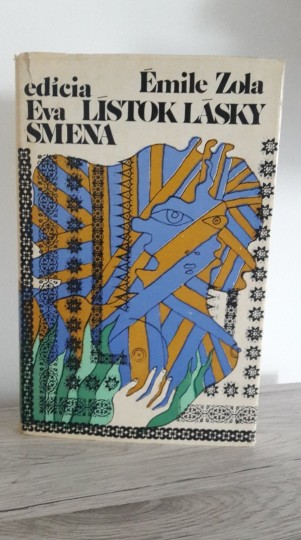 edícia Émile Zola
Eva LÍSTOK LÁSKY
SMENA